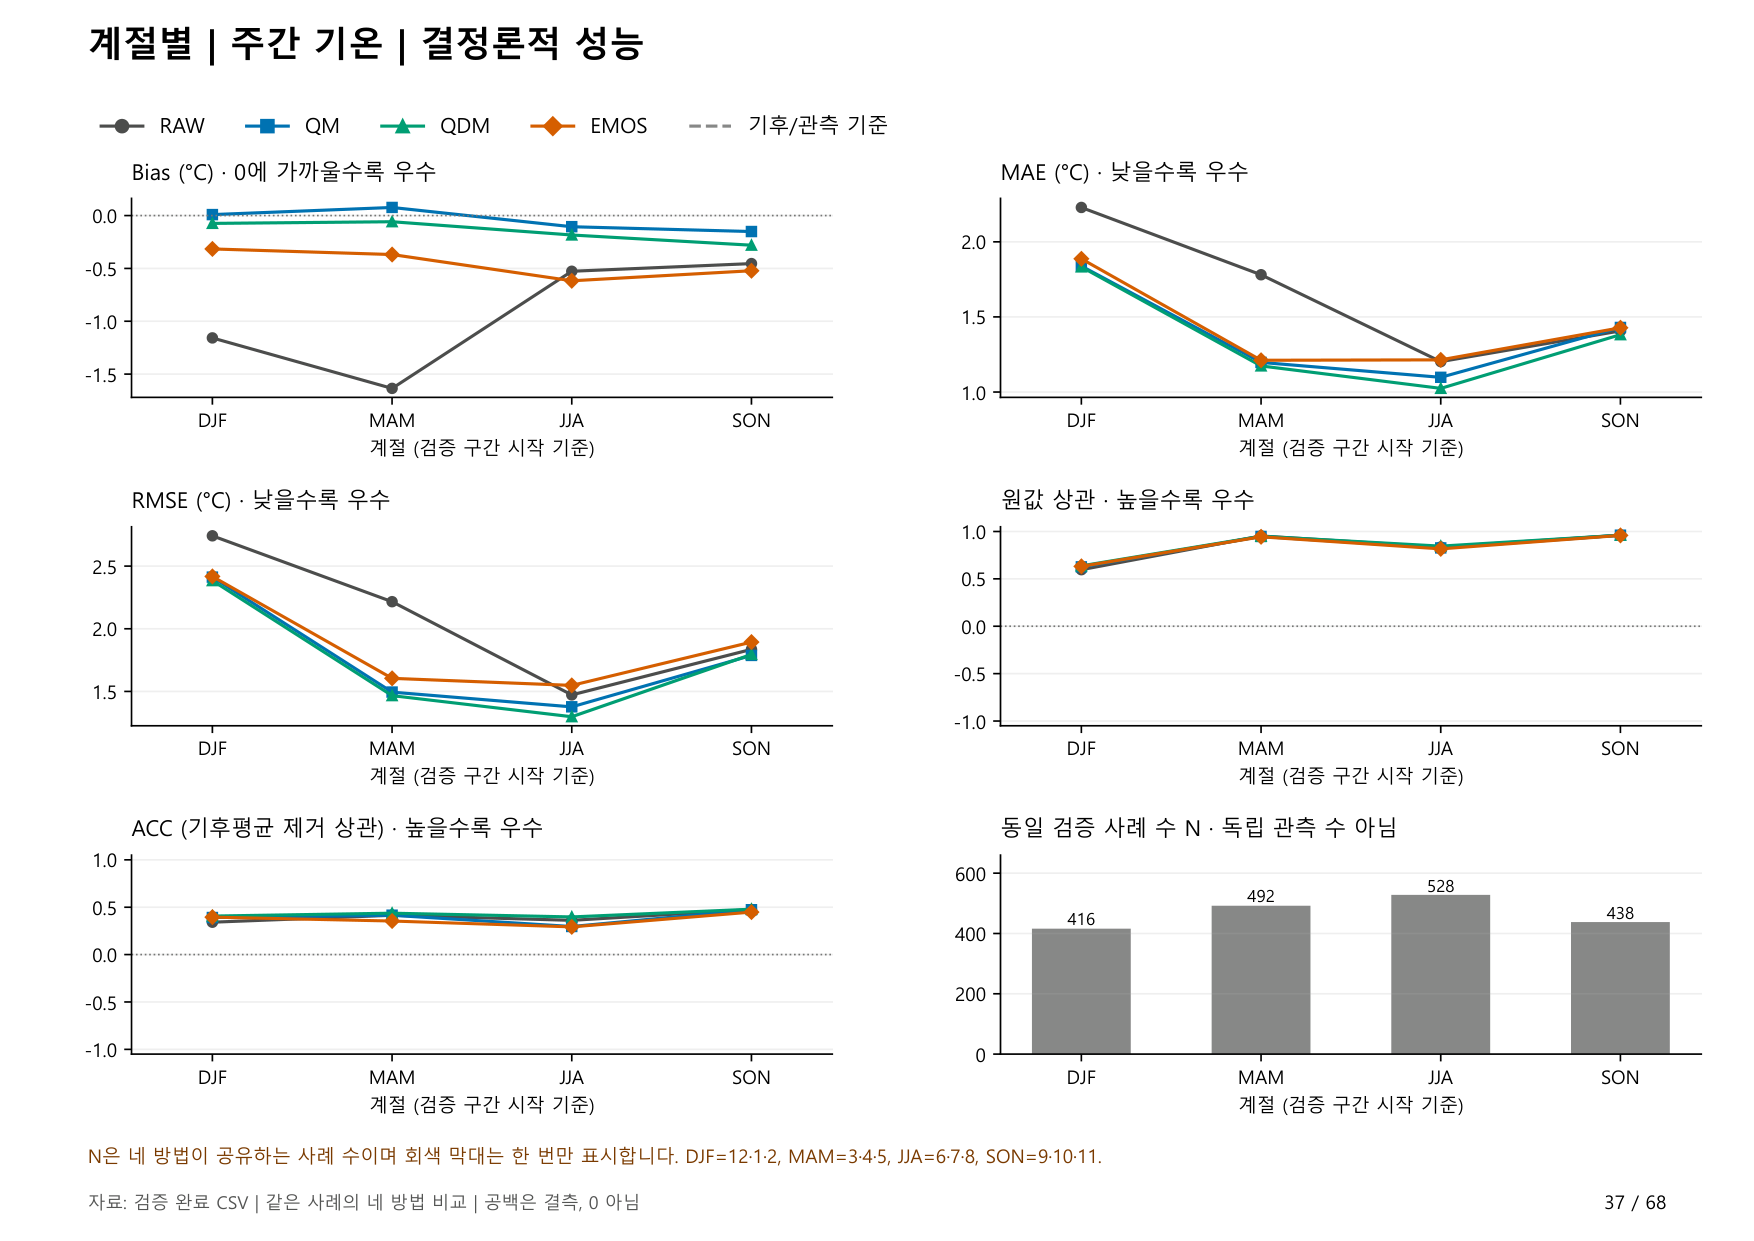 계절별 | 주간 기온 | 결정론적 성능
RAW QM QDM EMOS 기후/관측 기준
Bias (°C) · 0에 가까울수록 우수
0.0
-0.5
-1.0
-1.5
DJF MAM JJA SON
계절 (검증 구간 시작 기준)
MAE (°C) · 낮을수록 우수
2.0
1.5
1.0
DJF MAM JJA SON
계절 (검증 구간 시작 기준)
RMSE (°C) · 낮을수록 우수
2.5
2.0
1.5
DJF MAM JJA SON
계절 (검증 구간 시작 기준)
원값 상관 · 높을수록 우수
1.0
0.5
0.0
-0.5
-1.0
DJF MAM JJA SON
계절 (검증 구간 시작 기준)
ACC (기후평균 제거 상관) · 높을수록 우수
1.0
0.5
0.0
-0.5
-1.0
DJF MAM JJA SON
계절 (검증 구간 시작 기준)
동일 검증 사례 수 N · 독립 관측 수 아님
600
400
200
0
416 492 528 438
DJF MAM JJA SON
계절 (검증 구간 시작 기준)
N은 네 방법이 공유하는 사례 수이며 회색 막대는 한 번만 표시합니다. DJF=12·1·2, MAM=3·4·5, JJA=6·7·8, SON=9·10·11.
자료: 검증 완료 CSV | 같은 사례의 네 방법 비교 | 공백은 결측, 0 아님
37 / 68